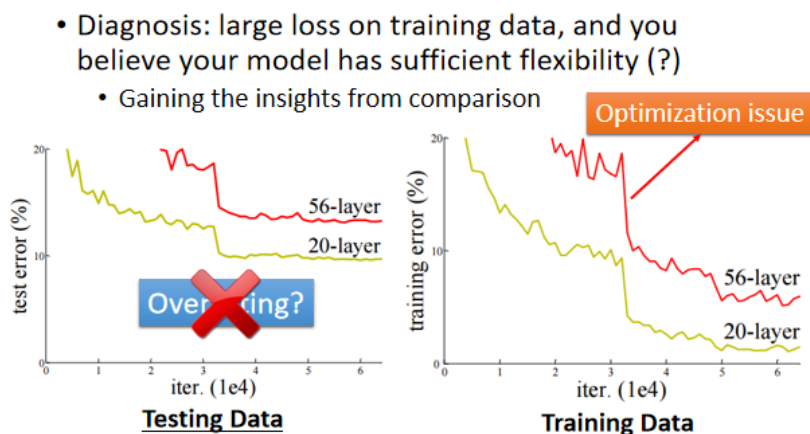 • Diagnosis: large loss on training data, and you
believe your model has sufficient flexibility (?)
• Gaining the insights from comparison
Optimization issue
20
10
0
test error (%)
56-layer
20-layer
0 1 2 3 4 5 6
iter. (1e4)
Testing Data
20
10
0
training error (%)
56-layer
20-layer
0 1 2 3 4 5 6
iter. (1e4)
Training Data